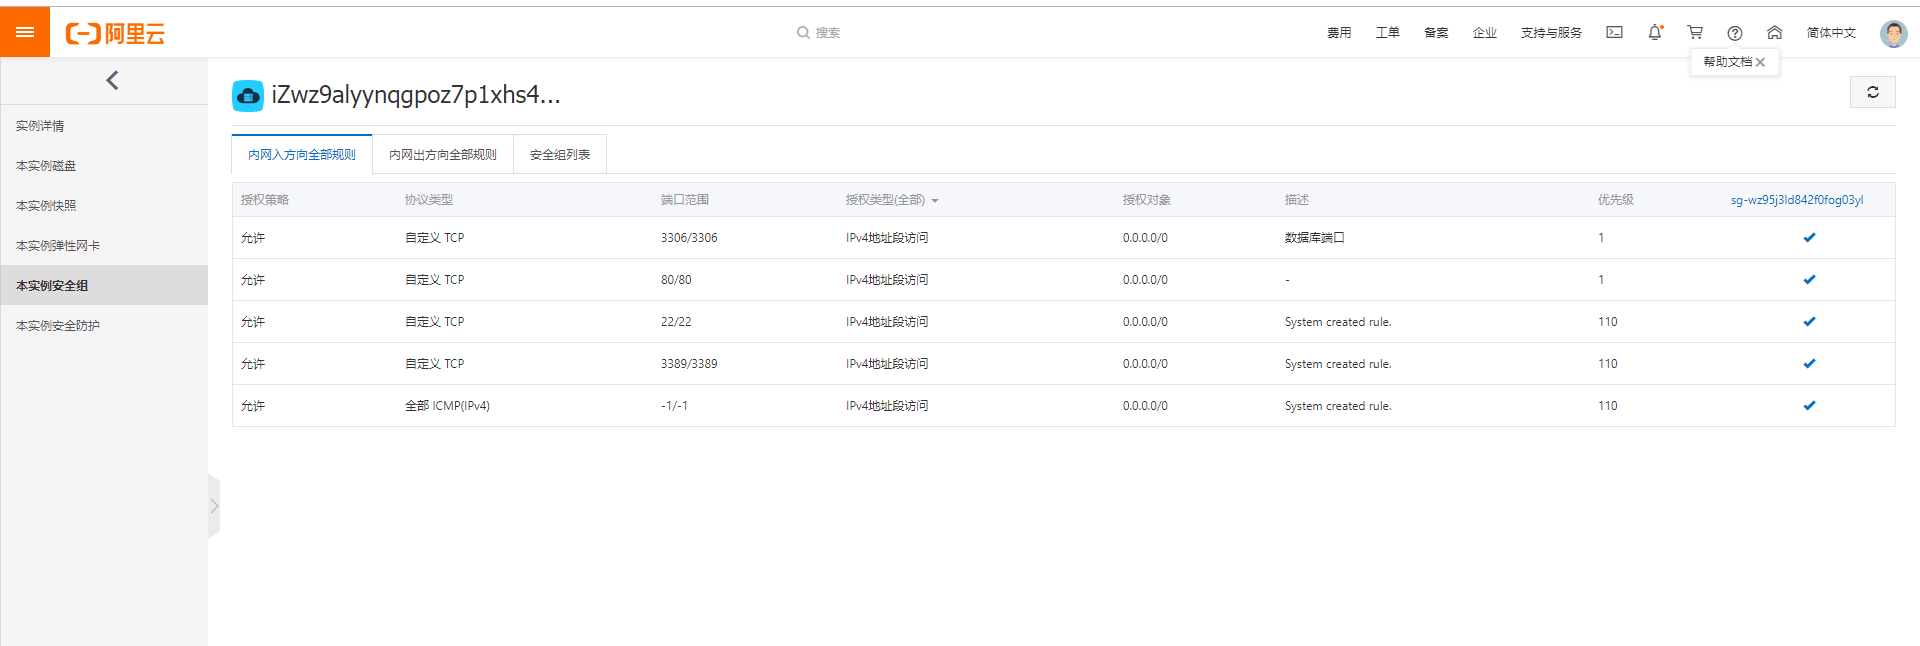 阿里云
搜索
费用 工单 备案 企业 支持与服务 简体中文
帮助文档
iZwz9alyynqgpoz7p1xhs4...
实例详情
本实例磁盘
本实例快照
本实例弹性网卡
本实例安全组
本实例安全防护
内网入方向全部规则 内网出方向全部规则 安全组列表
授权策略 协议类型 端口范围 授权类型(全部) 授权对象 描述 优先级 sg-wz95j3ld842f0fog03yl
允许 自定义 TCP 3306/3306 IPv4地址段访问 0.0.0.0/0 数据库端口 1
允许 自定义 TCP 80/80 IPv4地址段访问 0.0.0.0/0 - 1
允许 自定义 TCP 22/22 IPv4地址段访问 0.0.0.0/0 System created rule. 110
允许 自定义 TCP 3389/3389 IPv4地址段访问 0.0.0.0/0 System created rule. 110
允许 全部 ICMP(IPv4) -1/-1 IPv4地址段访问 0.0.0.0/0 System created rule. 110